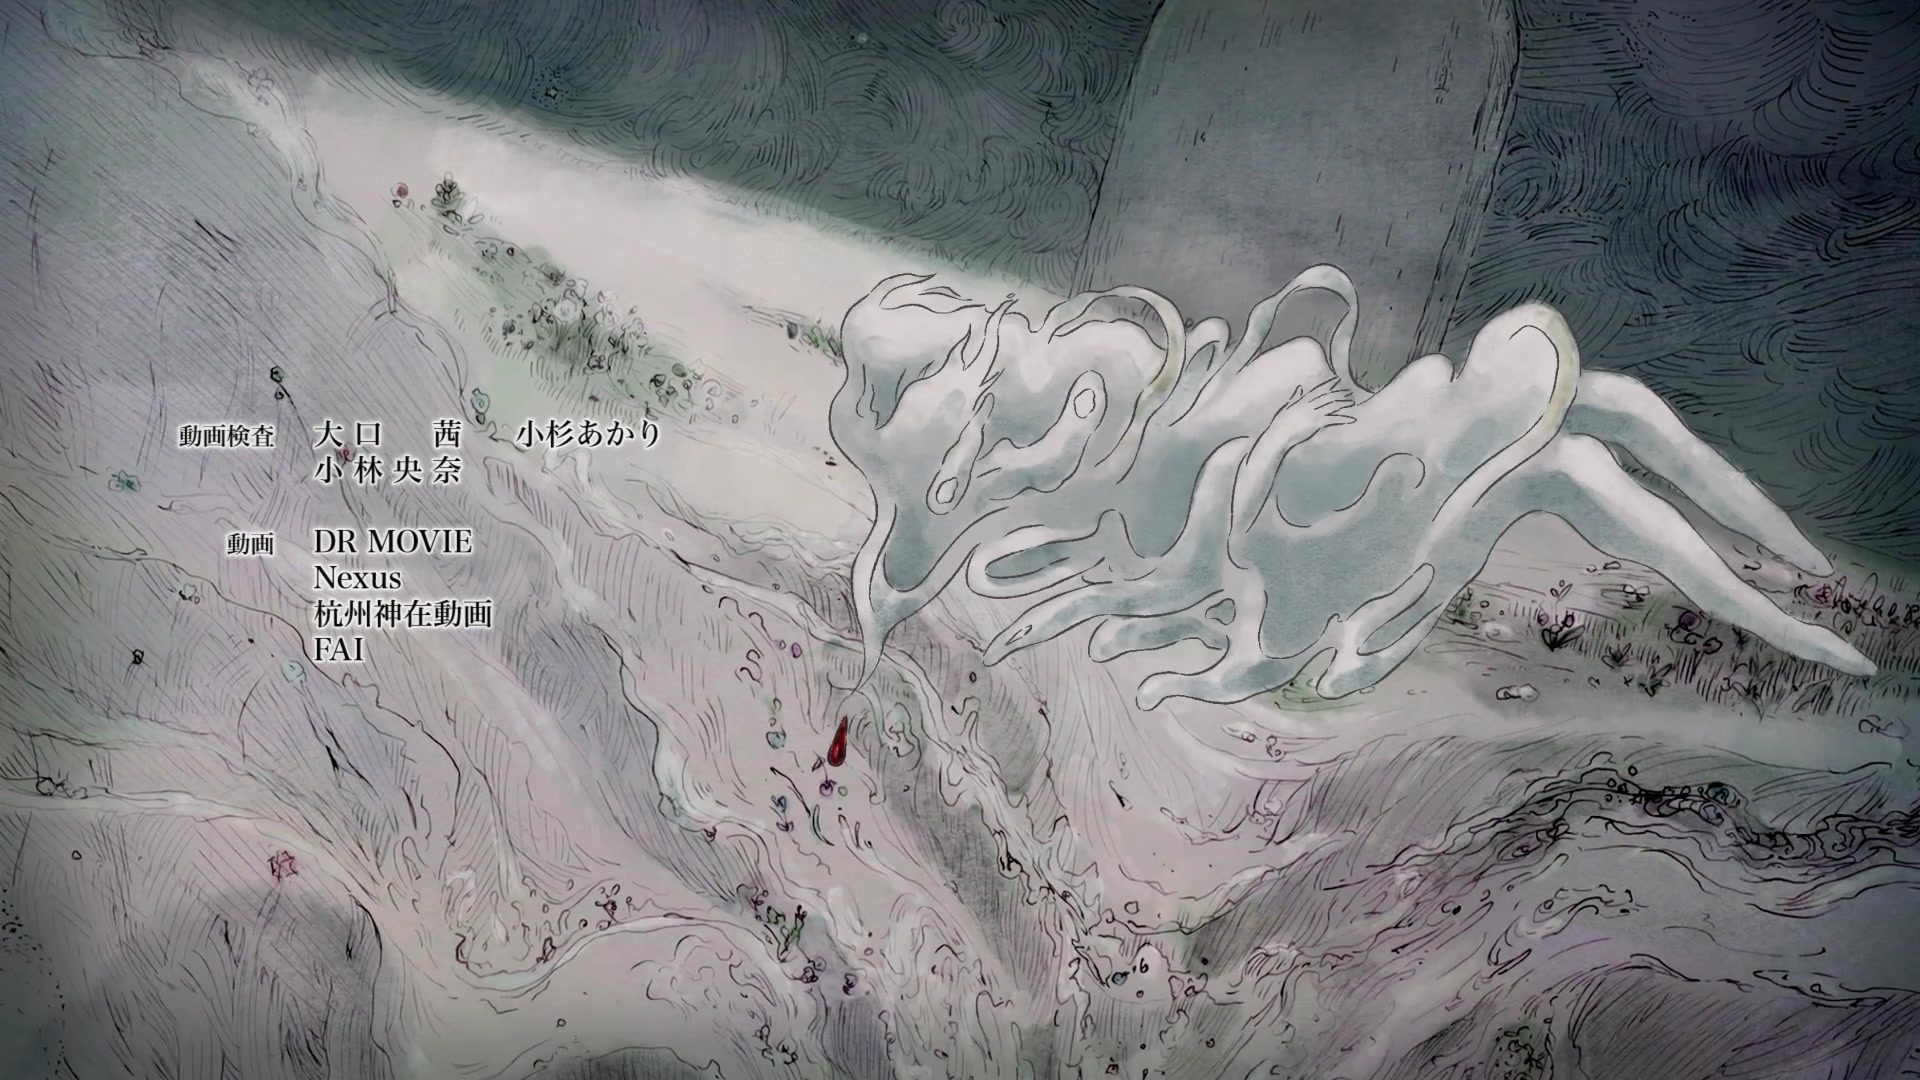 動画検査 大口 茜 小杉あかり
小林央奈
動画 DR MOVIE
Nexus
杭州神在動画
FAI